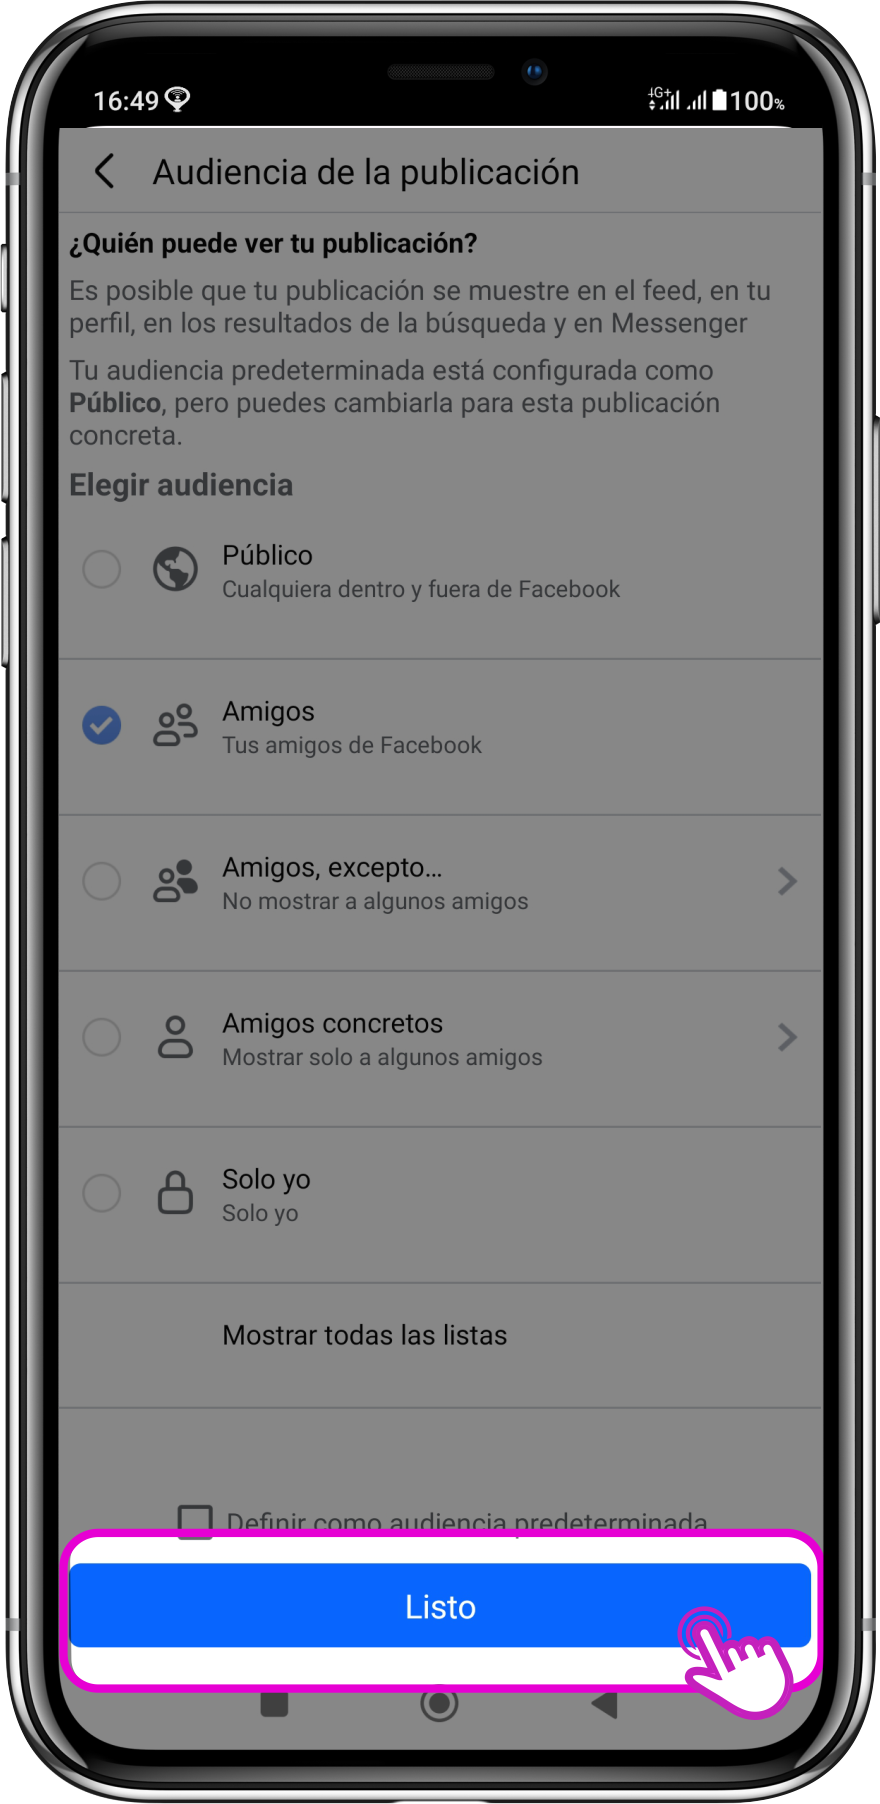 16:49 4G+ 100%
Audiencia de la publicación
¿Quién puede ver tu publicación?
Es posible que tu publicación se muestre en el feed, en tu
perfil, en los resultados de la búsqueda y en Messenger
Tu audiencia predeterminada está configurada como
Público, pero puedes cambiarla para esta publicación
concreta.
Elegir audiencia
Público
Cualquiera dentro y fuera de Facebook
Amigos
Tus amigos de Facebook
Amigos, excepto...
No mostrar a algunos amigos
Amigos concretos
Mostrar solo a algunos amigos
Solo yo
Solo yo
Mostrar todas las listas
Definir como audiencia predeterminada
Listo